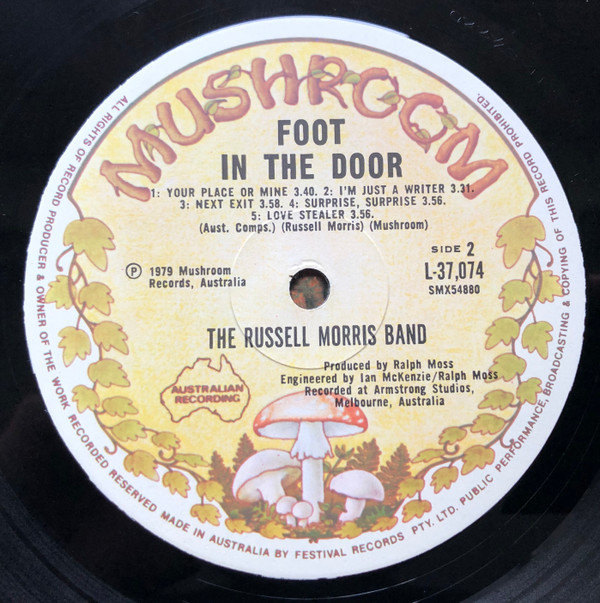 MUSHROOM
FOOT
IN THE DOOR
1: YOUR PLACE OR MINE 3.40. 2: I'M JUST A WRITER 3.31.
3: NEXT EXIT 3.58. 4: SURPRISE, SURPRISE 3.56.
5: LOVE STEALER 3.56.
(Aust. Comps.) (Russell Morris) (Mushroom)
SIDE 2
L-37,074
SMX54880
Ⓟ 1979 Mushroom
Records, Australia
THE RUSSELL MORRIS BAND
AUSTRALIAN
RECORDING
Produced by Ralph Moss
Engineered by Ian McKenzie/Ralph Moss
Recorded at Armstrong Studios,
Melbourne, Australia
ALL RIGHTS OF RECORD PRODUCER & OWNER OF THE WORK RECORDED RESERVED MADE IN AUSTRALIA BY FESTIVAL RECORDS PTY. LTD. PUBLIC PERFORMANCE, BROADCASTING & COPYING OF THIS RECORD PROHIBITED.